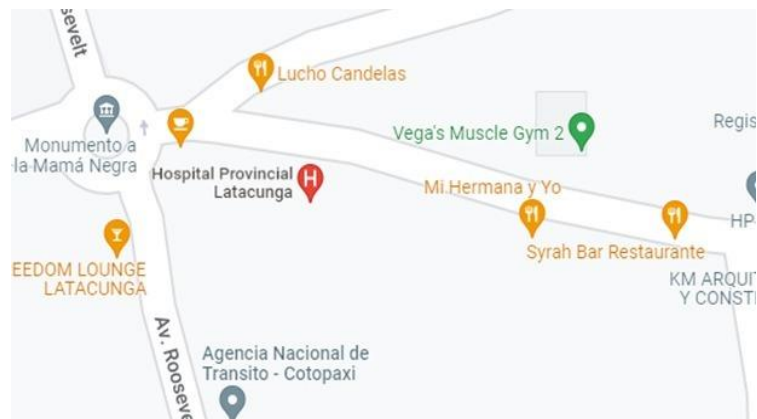 sevelt
Lucho Candelas
Vega's Muscle Gym 2
Regis
Monumento a
la Mamá Negra
Hospital Provincial
Latacunga
H
Mi Hermana y Yo
HP
Syrah Bar Restaurante
EEDOM LOUNGE
LATACUNGA
KM ARQUIT
Y CONST
Av. Roosev
Agencia Nacional de
Transito - Cotopaxi